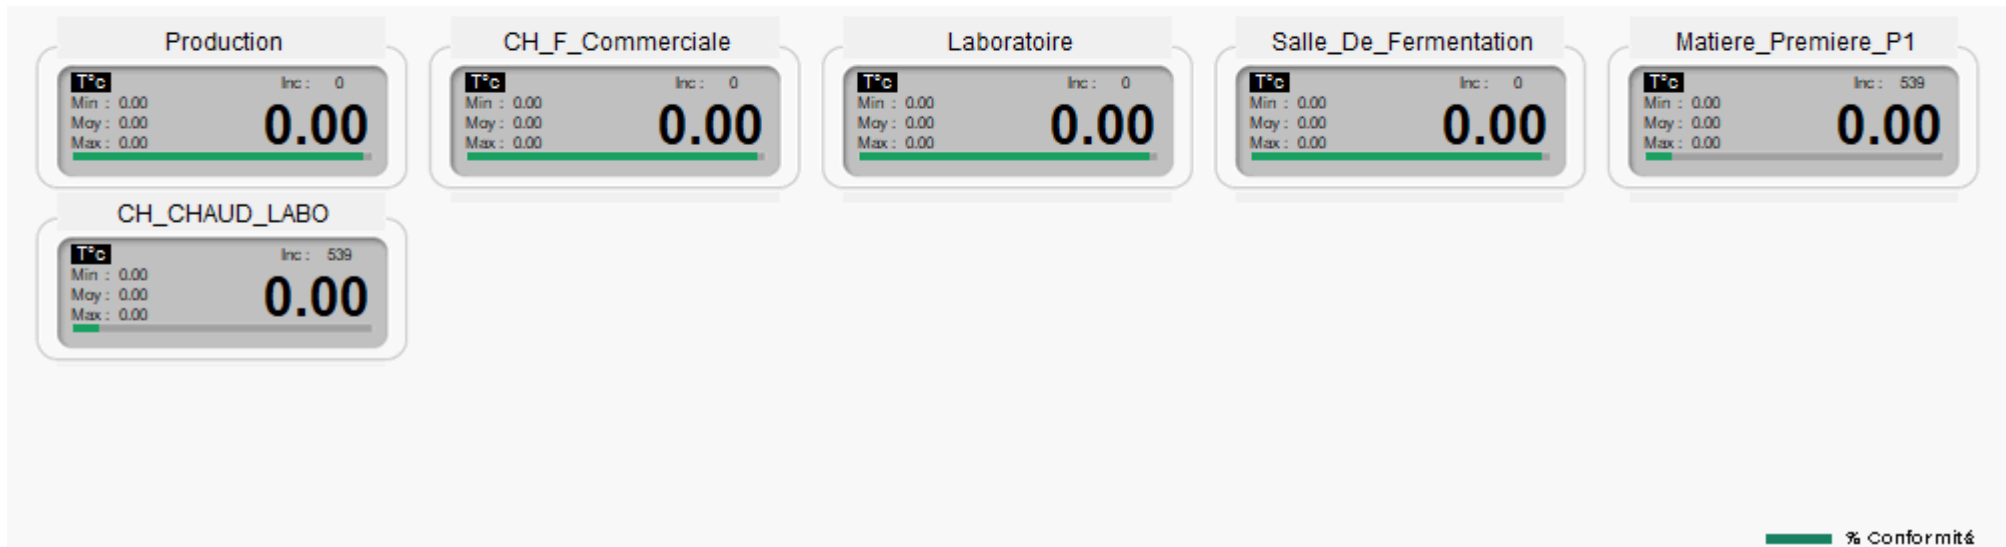 Production
T°c Inc : 0
Min : 0.00
Moy : 0.00
Max : 0.00
0.00
CH_F_Commerciale
T°c Inc : 0
Min : 0.00
Moy : 0.00
Max : 0.00
0.00
Laboratoire
T°c Inc : 0
Min : 0.00
Moy : 0.00
Max : 0.00
0.00
Salle_De_Fermentation
T°c Inc : 0
Min : 0.00
Moy : 0.00
Max : 0.00
0.00
Matiere_Premiere_P1
T°c Inc : 539
Min : 0.00
Moy : 0.00
Max : 0.00
0.00
CH_CHAUD_LABO
T°c Inc : 539
Min : 0.00
Moy : 0.00
Max : 0.00
0.00
% Conformité